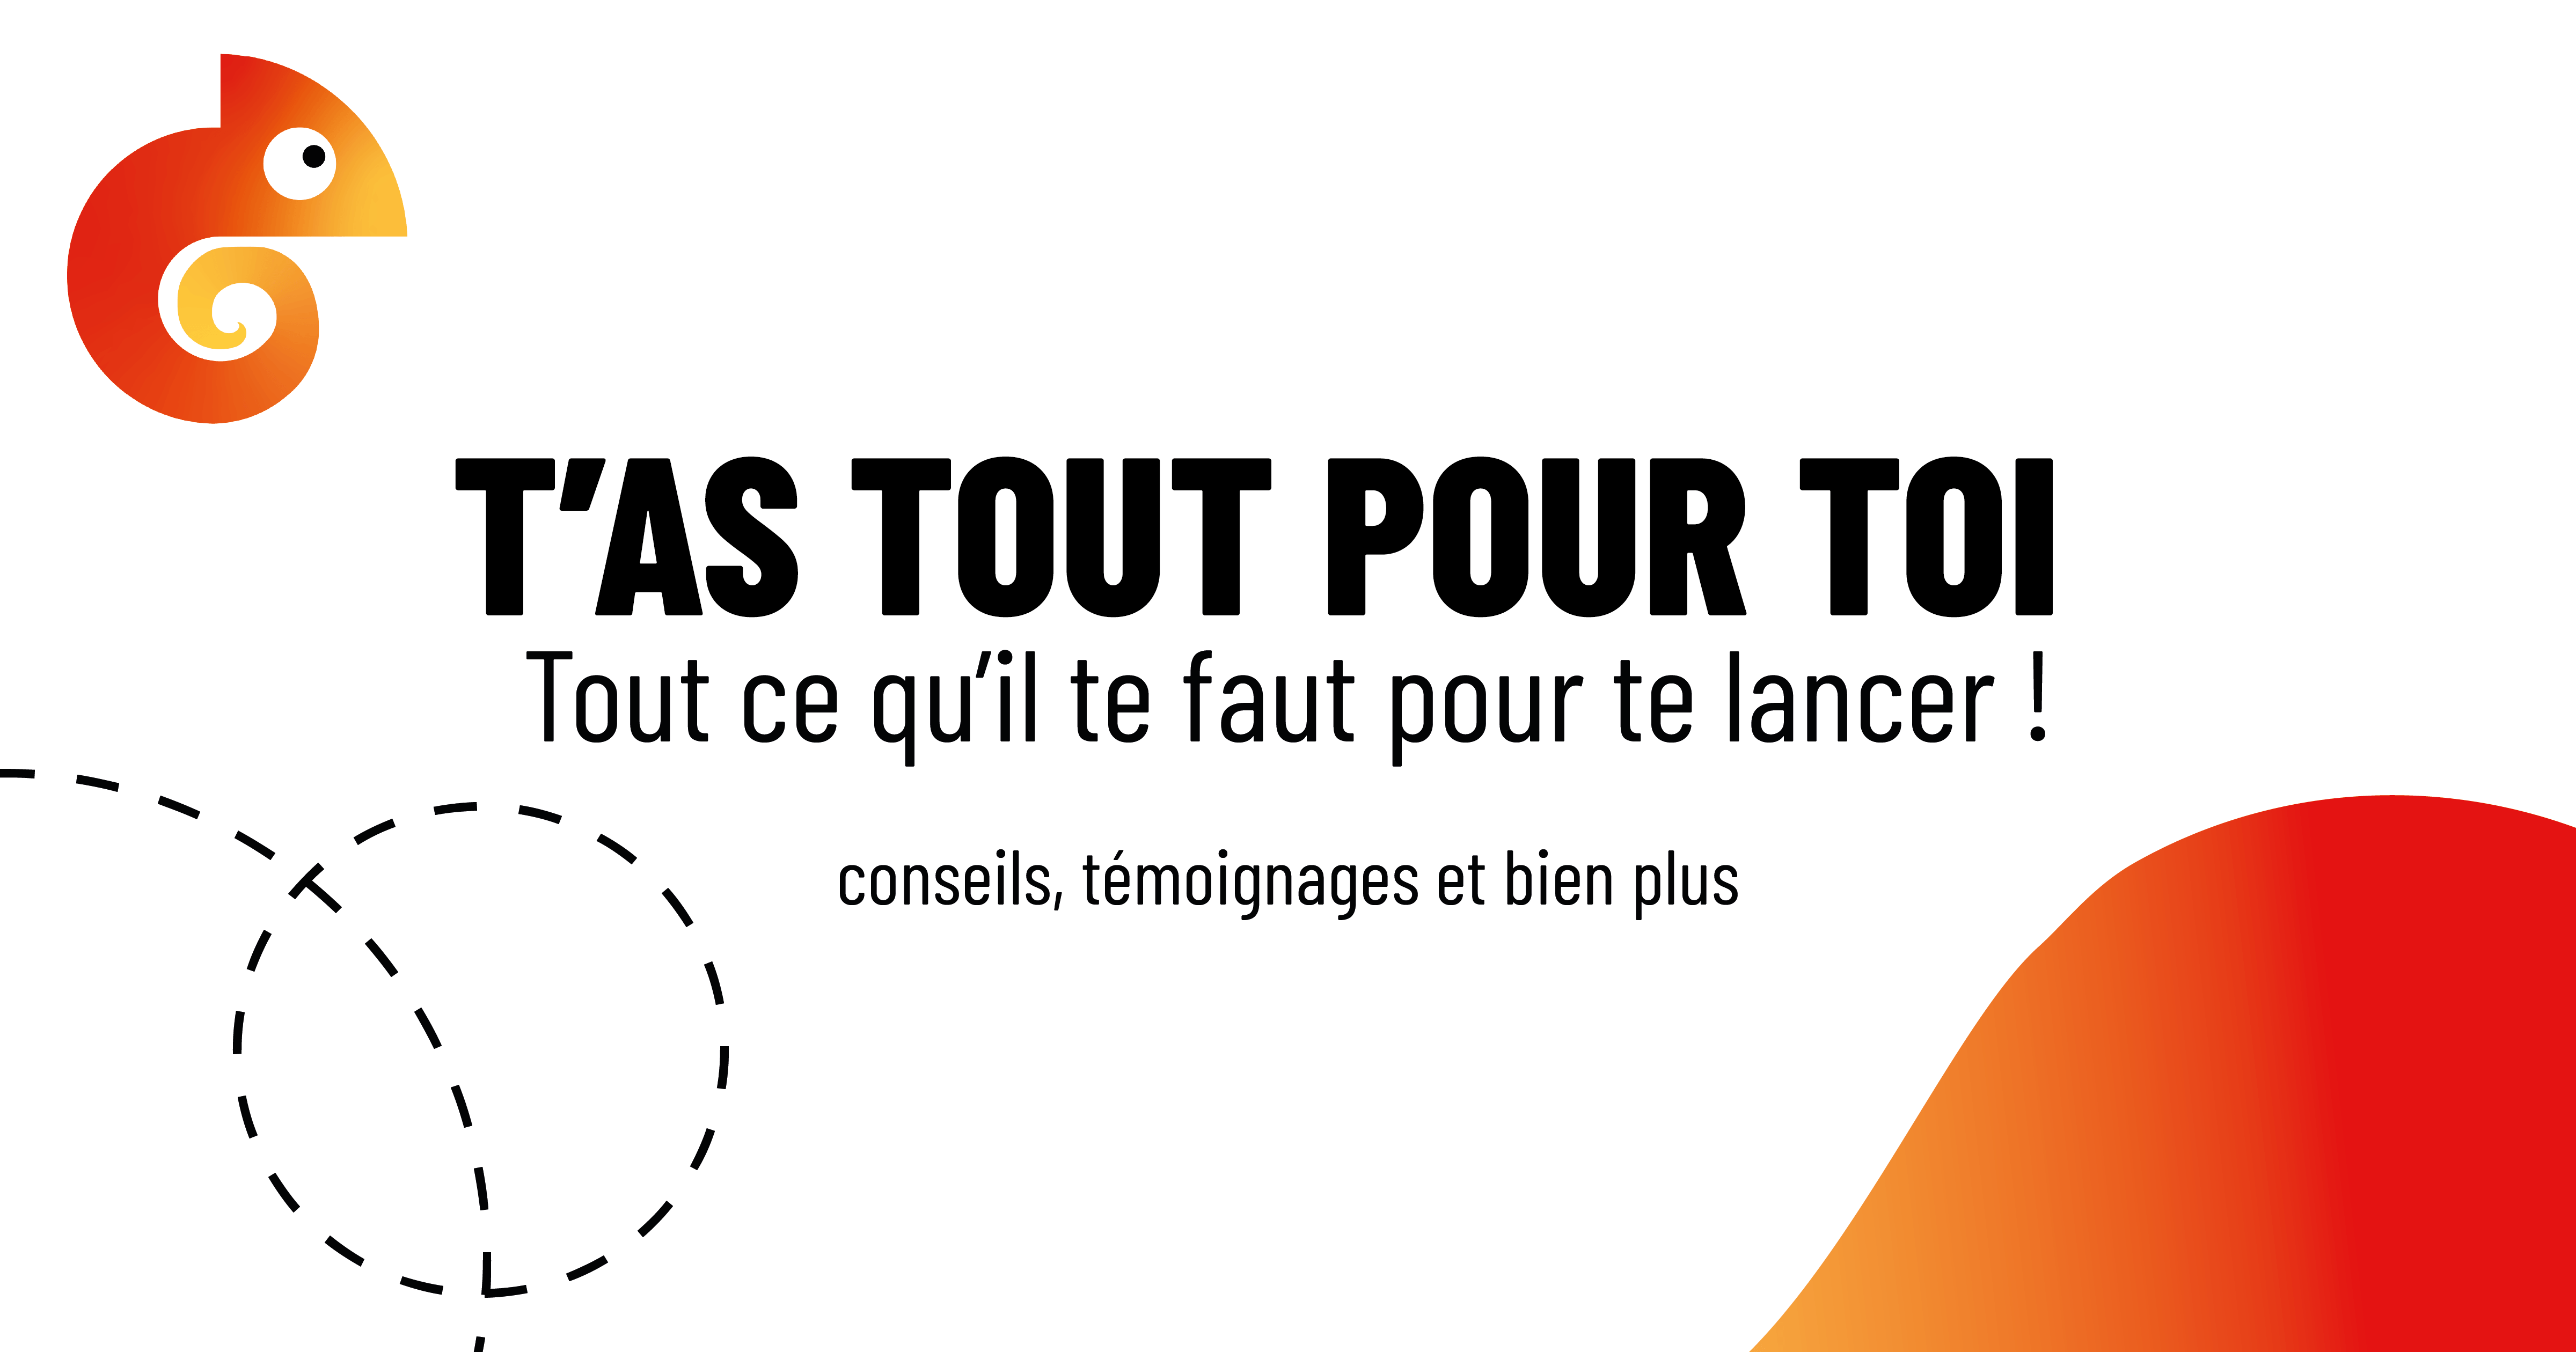 T’AS TOUT POUR TOI
Tout ce qu’il te faut pour te lancer !
conseils, témoignages et bien plus